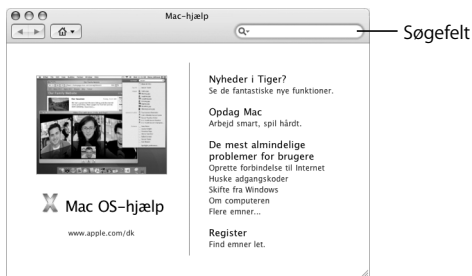 Mac-hjælp
Søgefelt
Nyheder i Tiger?
Se de fantastiske nye funktioner.
Opdag Mac
Arbejd smart, spil hårdt.
De mest almindelige
problemer for brugere
Oprette forbindelse til Internet
Huske adgangskoder
Skifte fra Windows
Om computeren
Flere emner...
Register
Find emner let.
Mac OS-hjælp
www.apple.com/dk